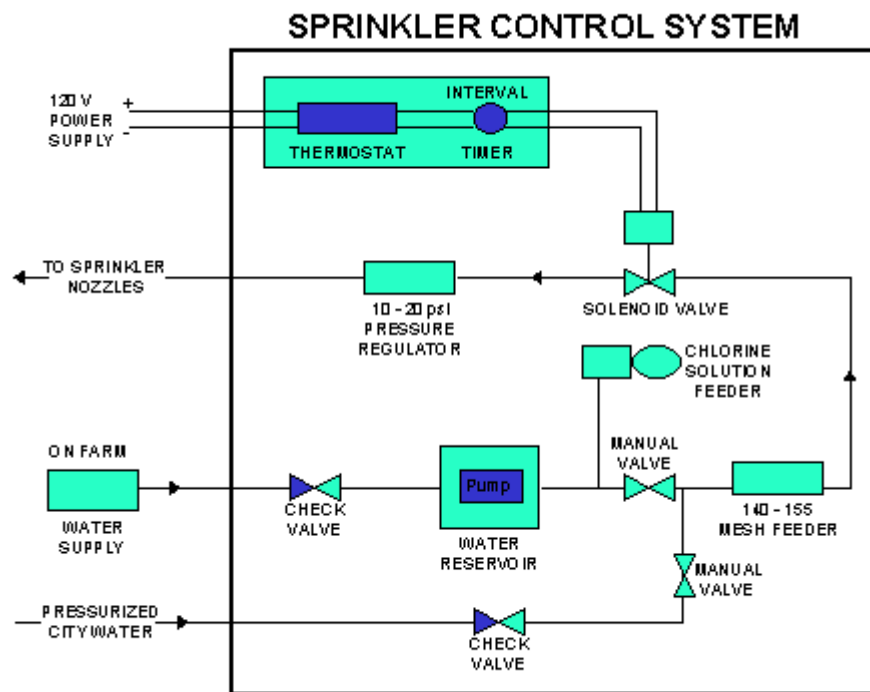 SPRINKLER CONTROL SYSTEM
120 V
POWER
SUPPLY
+
-
INTERVAL
THERMOSTAT
TIMER
TO SPRINKLER
NOZZLES
10 - 20 psi
PRESSURE
REGULATOR
SOLENOID VALVE
CHLORINE
SOLUTION
FEEDER
ON FARM
WATER
SUPPLY
CHECK
VALVE
Pump
WATER
RESERVOIR
MANUAL
VALVE
140 - 155
MESH FEEDER
MANUAL
VALVE
PRESSURIZED
CITY WATER
CHECK
VALVE